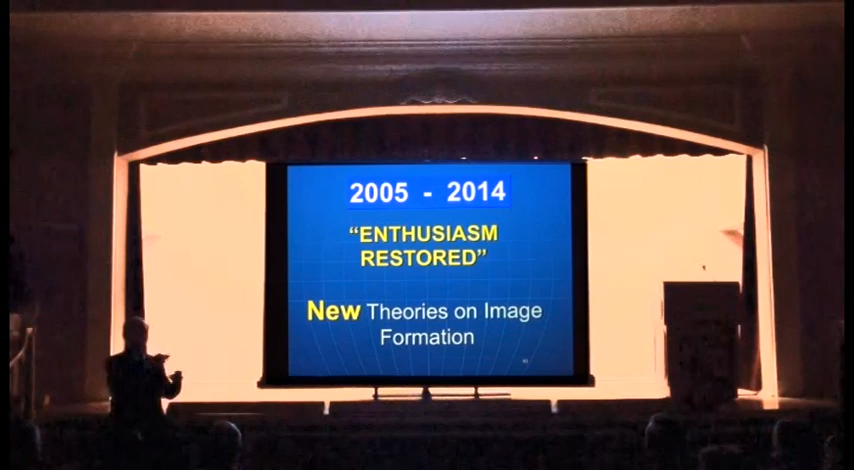 2005 - 2014
“ENTHUSIASM
RESTORED”
New Theories on Image
Formation